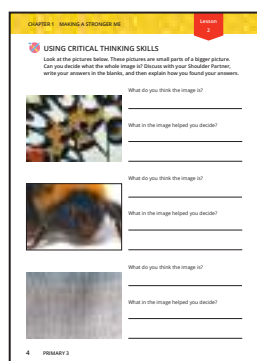 CHAPTER 1 MAKING A STRONGER ME
Lesson
2
USING CRITICAL THINKING SKILLS
Look at the pictures below. These pictures are small parts of a bigger picture.
Can you decide what the whole image is? Discuss with your Shoulder Partner,
write your answers in the blanks, and then explain how you found your answers.
What do you think the image is?
What in the image helped you decide?
What do you think the image is?
What in the image helped you decide?
What do you think the image is?
What in the image helped you decide?
4 PRIMARY 3